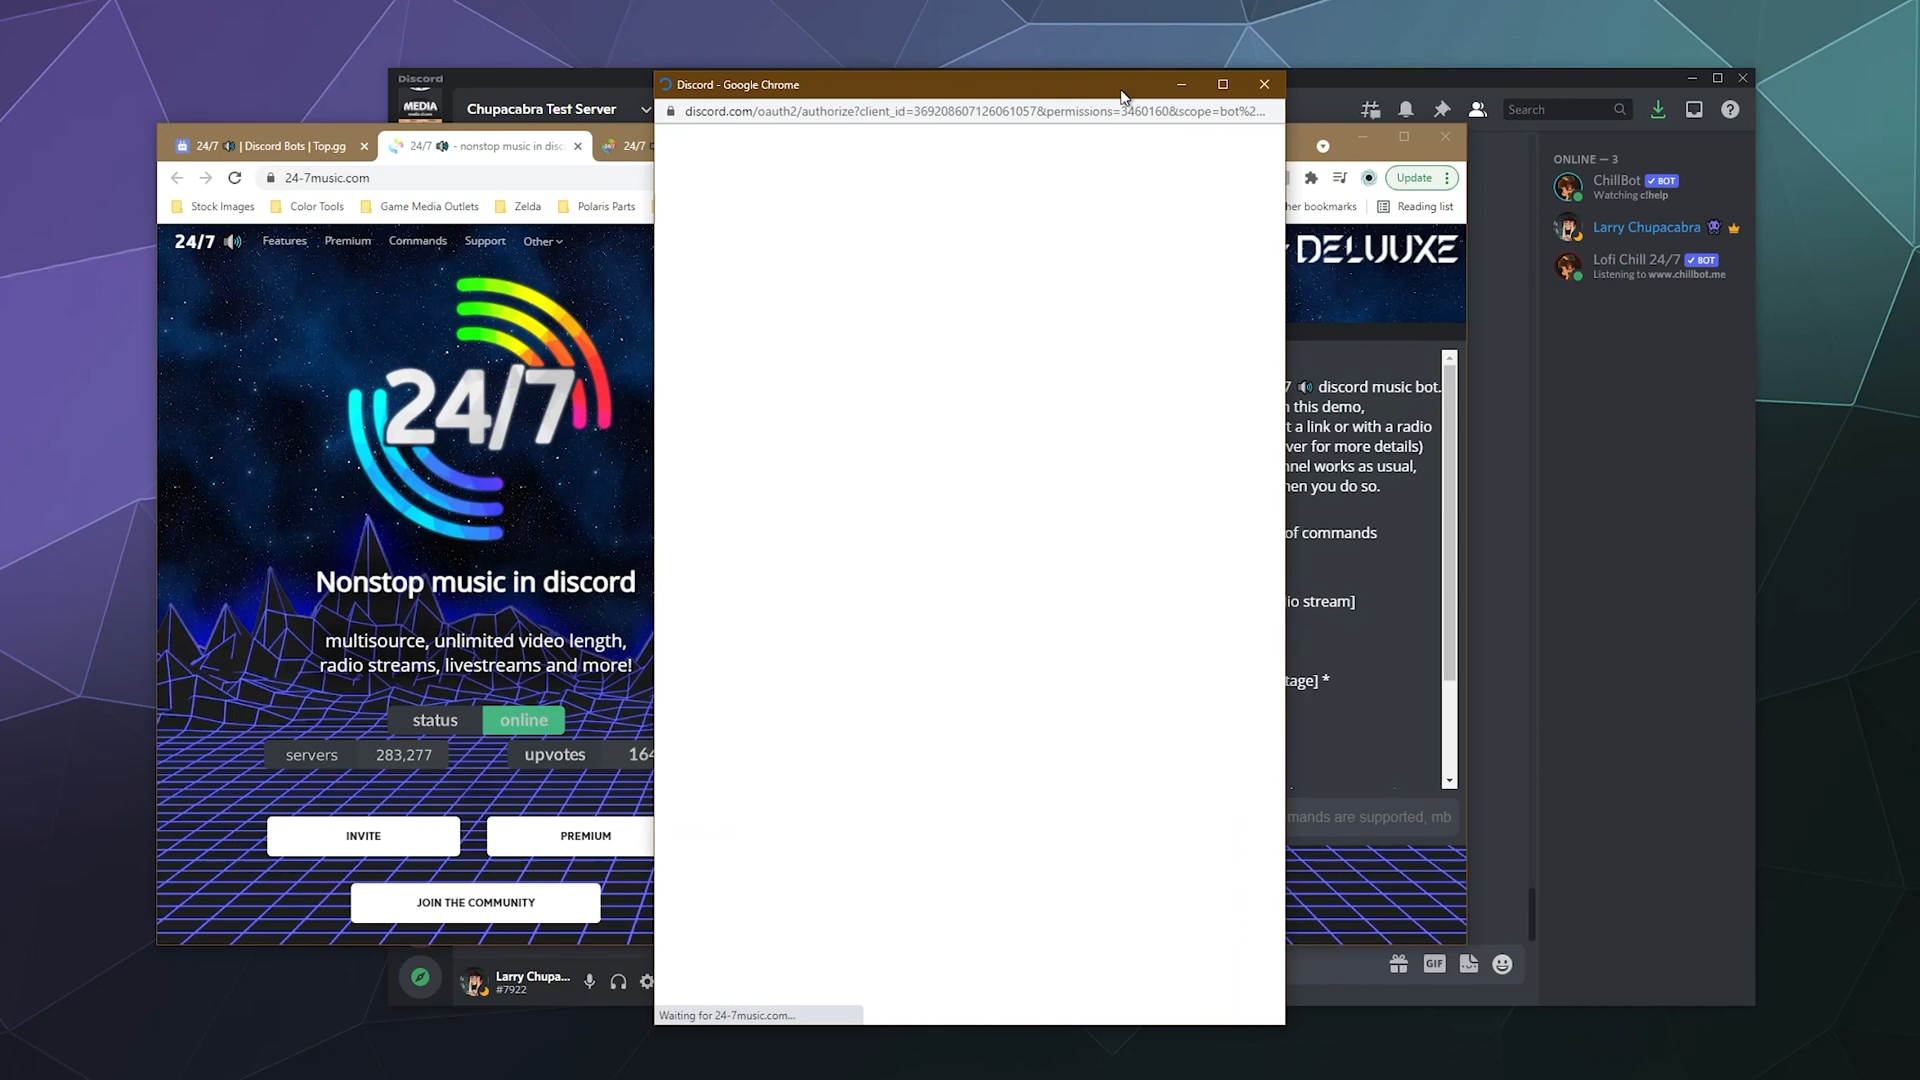 Discord
MEDIA
Chupacabra Test Server
Search
Discord - Google Chrome
discord.com/oauth2/authorize?client_id=369208607126061057&permissions=3460160&scope=bot%2...
24/7 | Discord Bots | Top.gg
24/7 - nonstop music in disc
24/7
24-7music.com
Update
Stock Images
Color Tools
Game Media Outlets
Zelda
Polaris Parts
her bookmarks
Reading list
24/7
Features
Premium
Commands
Support
Other
DELUUXE
24/7
Nonstop music in discord
multisource, unlimited video length,
radio streams, livestreams and more!
status online
servers 283,277
upvotes 164
INVITE
PREMIUM
JOIN THE COMMUNITY
7 discord music bot.
n this demo,
t a link or with a radio
ver for more details)
nnel works as usual,
hen you do so.
of commands
io stream]
tage] *
mands are supported, mb
ONLINE — 3
ChillBot BOT
Watching c!help
Larry Chupacabra
Lofi Chill 24/7 BOT
Listening to www.chillbot.me
Larry Chupa...
#7922
GIF
Waiting for 24-7music.com...